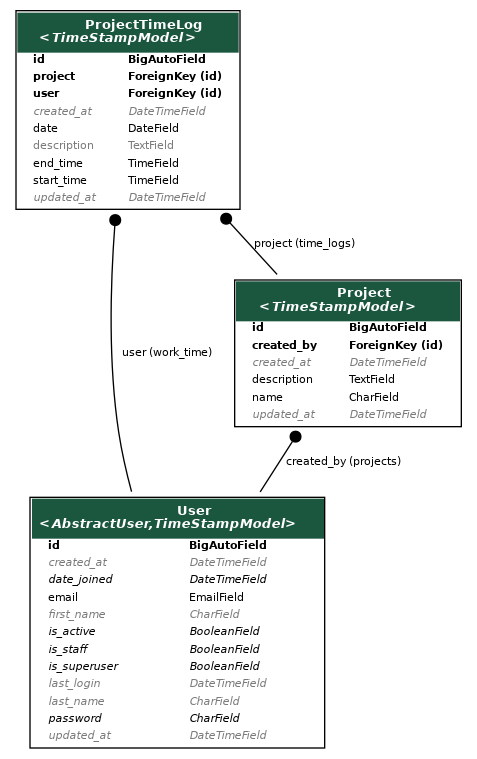 ProjectTimeLog
<TimeStampModel>
id BigAutoField
project ForeignKey (id)
user ForeignKey (id)
created_at DateTimeField
date DateField
description TextField
end_time TimeField
start_time TimeField
updated_at DateTimeField
project (time_logs)
Project
<TimeStampModel>
id BigAutoField
created_by ForeignKey (id)
created_at DateTimeField
description TextField
name CharField
updated_at DateTimeField
user (work_time)
created_by (projects)
User
<AbstractUser,TimeStampModel>
id BigAutoField
created_at DateTimeField
date_joined DateTimeField
email EmailField
first_name CharField
is_active BooleanField
is_staff BooleanField
is_superuser BooleanField
last_login DateTimeField
last_name CharField
password CharField
updated_at DateTimeField